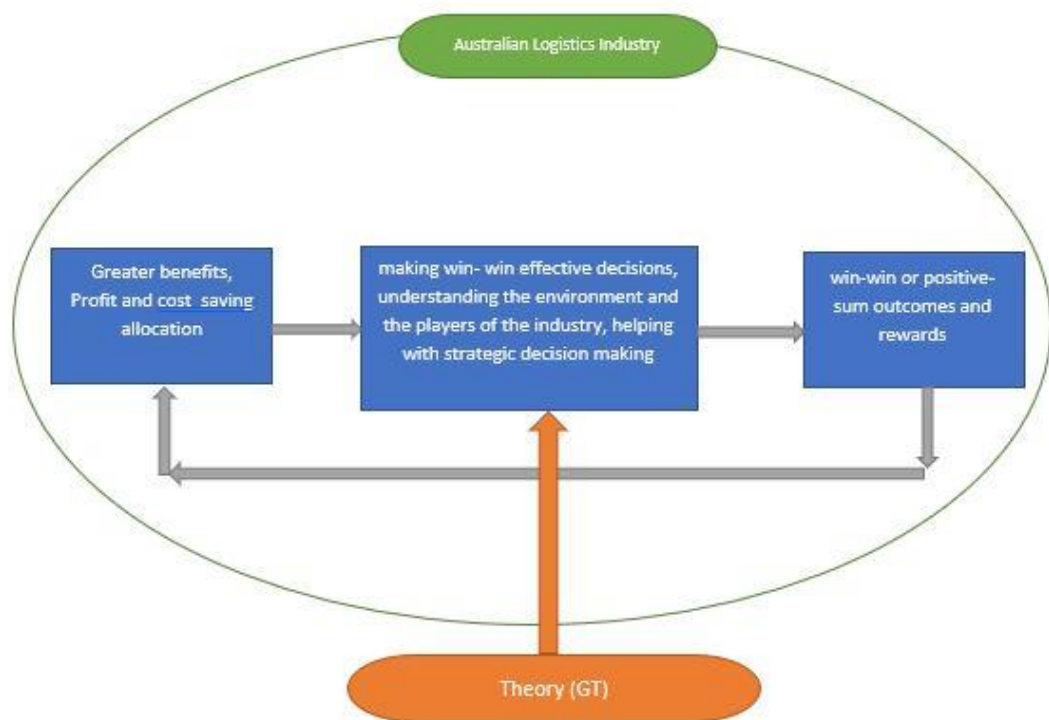 Australian Logistics Industry
Greater benefits,
Profit and cost saving
allocation
making win- win effective decisions,
understanding the environment and
the players of the industry, helping
with strategic decision making
win-win or positive-
sum outcomes and
rewards
Theory (GT)